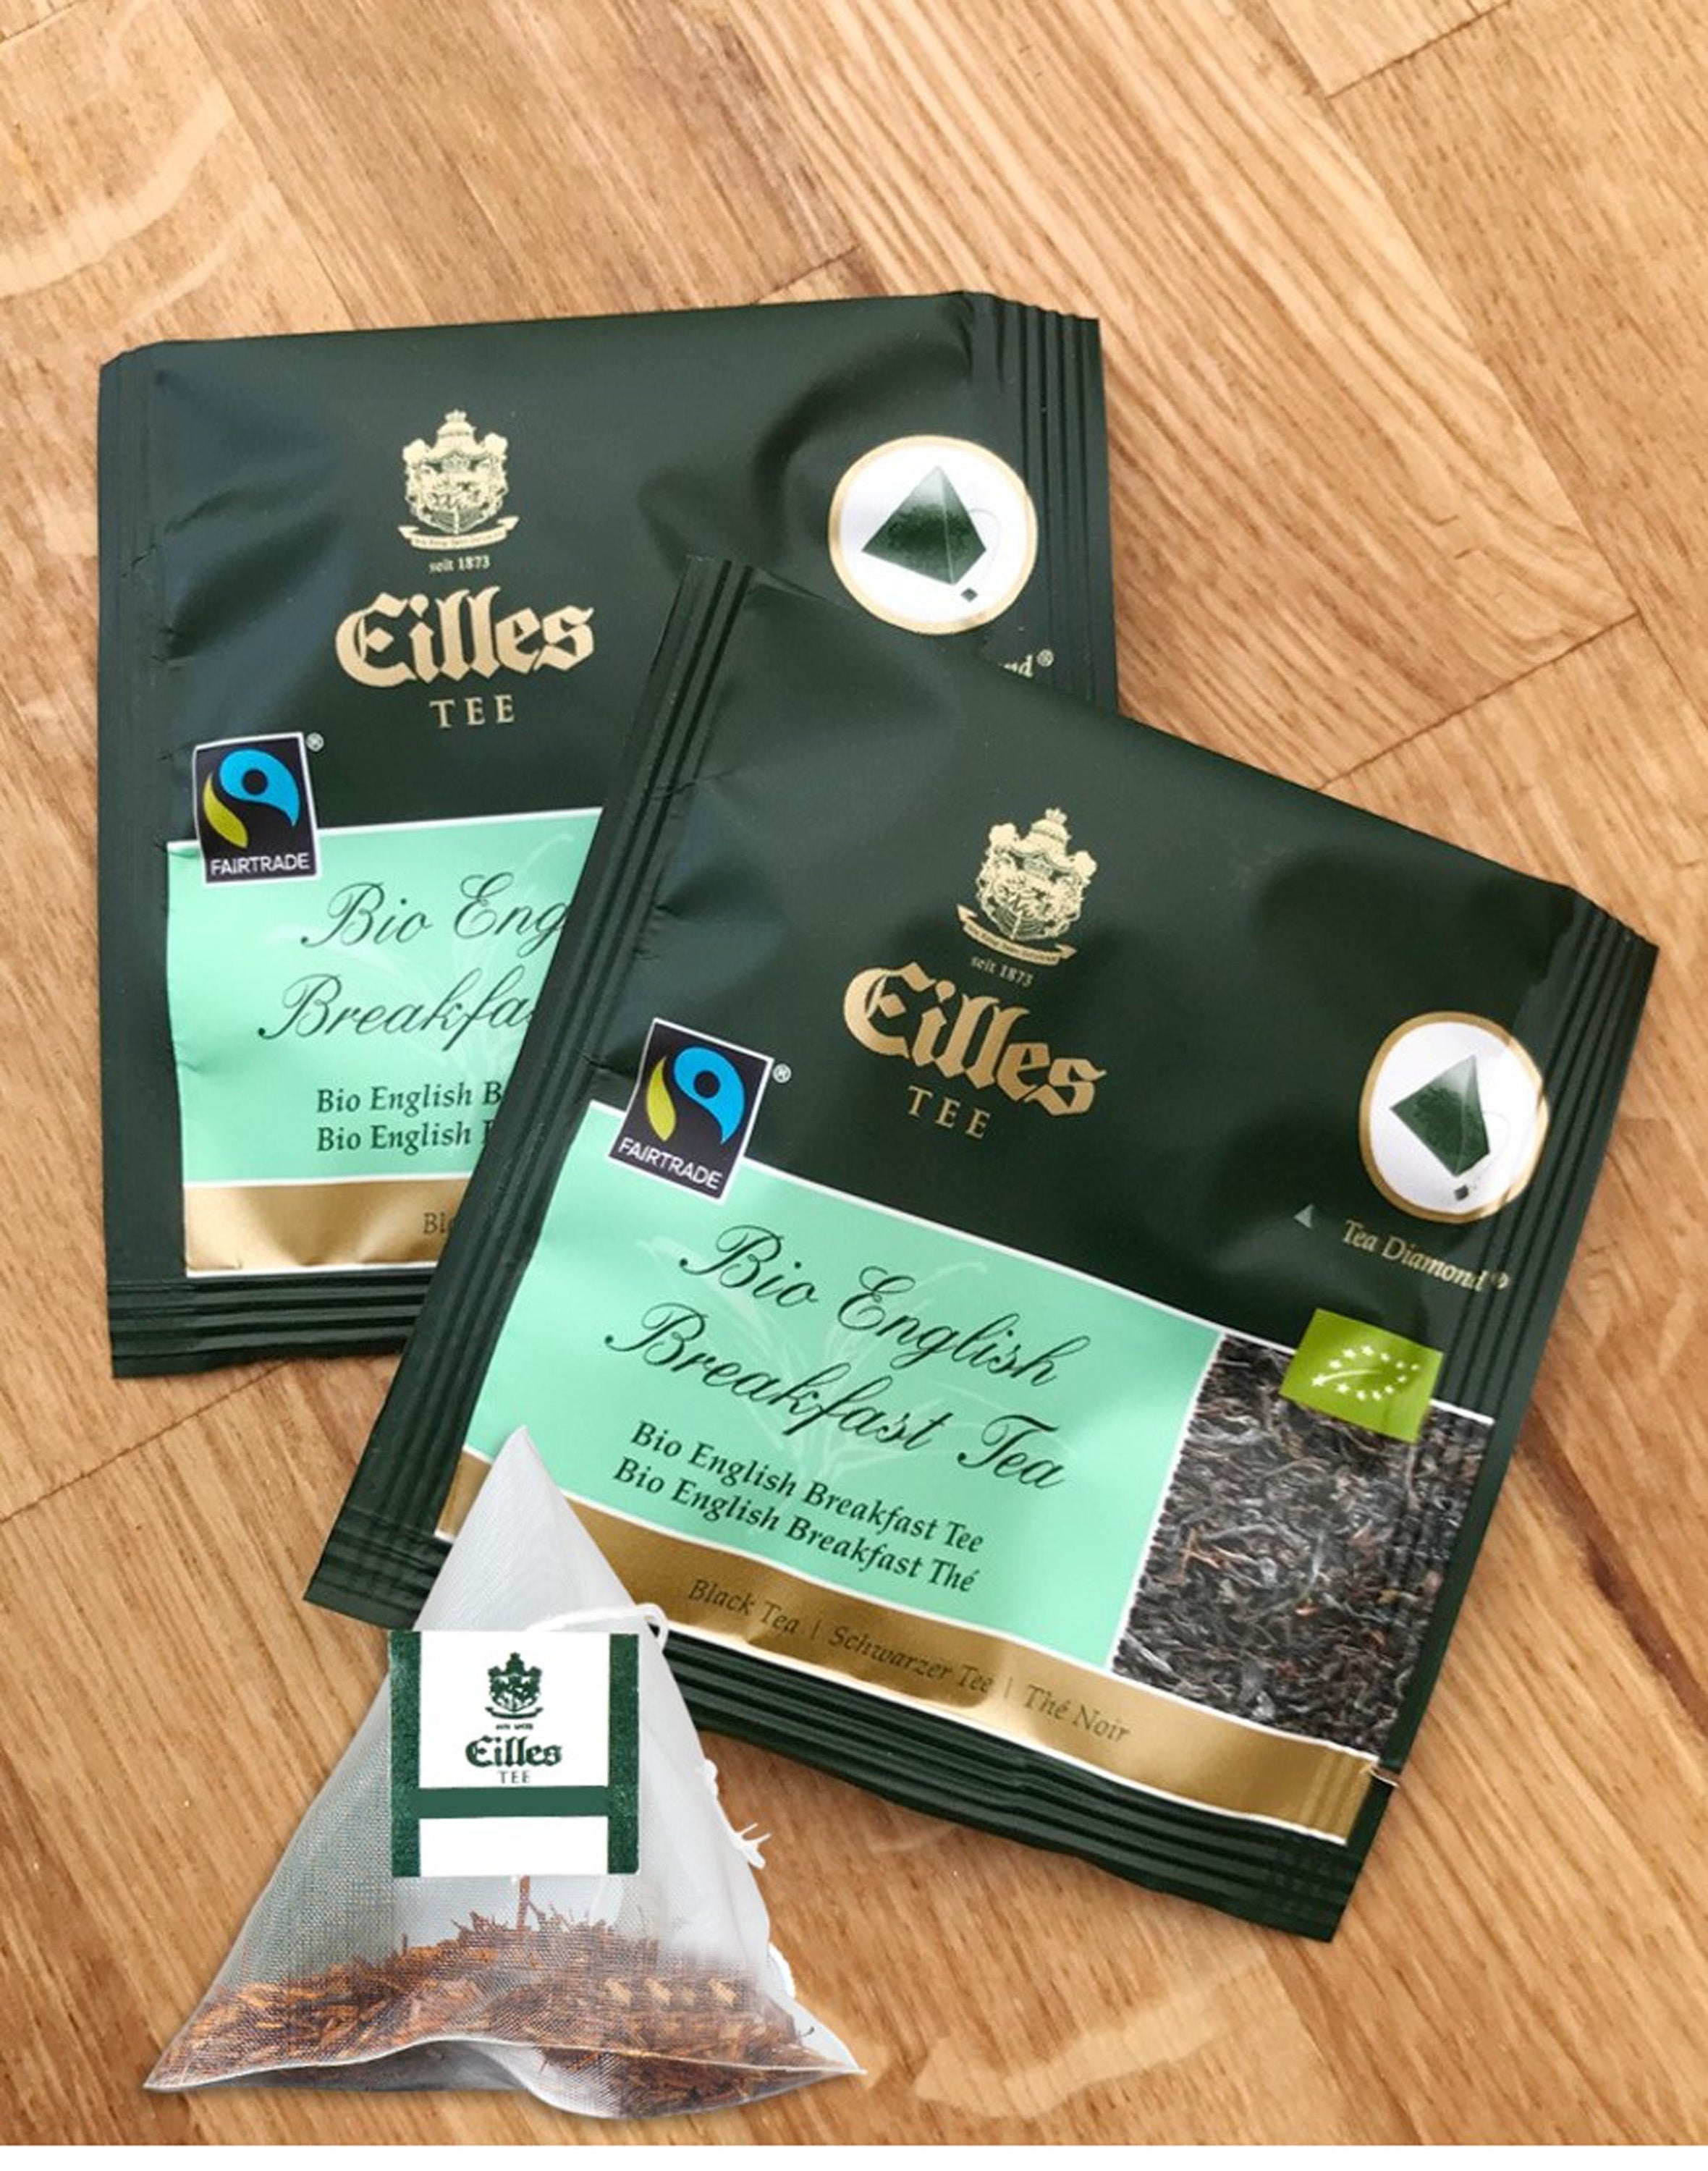 seit 1873
Eilles
TEE
nd®
®
FAIRTRADE
Bio Eng
Breakfa
Bio English B
Bio English
seit 1873
Eilles
TEE
®
FAIRTRADE
Tea Diamond®
Bio English
Breakfast Tea
Bio English Breakfast Tee
Bio English Breakfast Thé
Black Tea | Schwarzer Tee | Thé Noir
Eilles
TEE